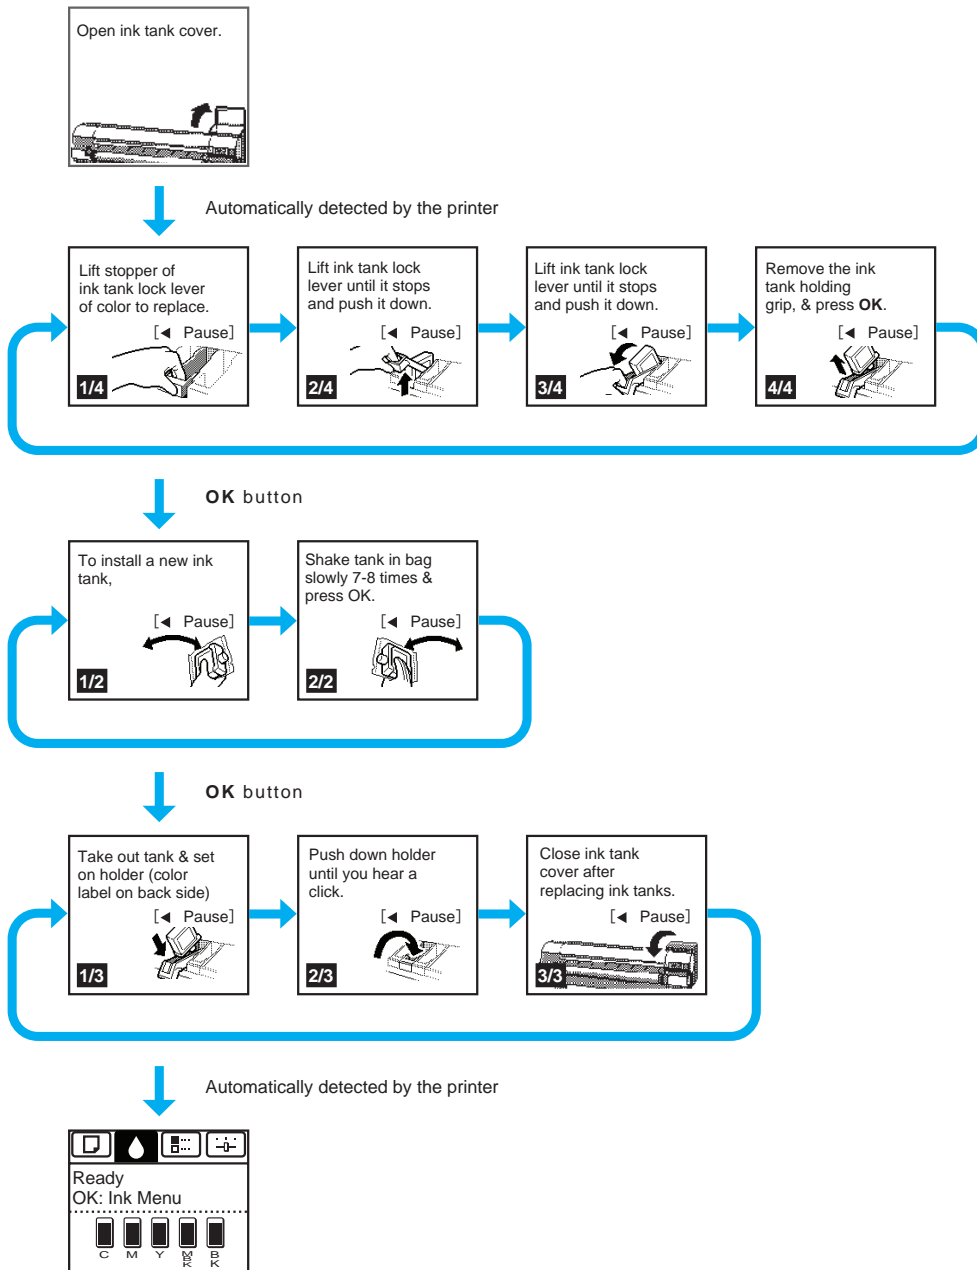 Open ink tank cover.
Automatically detected by the printer
Lift stopper of
ink tank lock lever
of color to replace.
[◀ Pause]
1/4
Lift ink tank lock
lever until it stops
and push it down.
[◀ Pause]
2/4
Lift ink tank lock
lever until it stops
and push it down.
[◀ Pause]
3/4
Remove the ink
tank holding
grip, & press OK.
[◀ Pause]
4/4
OK button
To install a new ink
tank,
[◀ Pause]
1/2
Shake tank in bag
slowly 7-8 times &
press OK.
[◀ Pause]
2/2
OK button
Take out tank & set
on holder (color
label on back side)
[◀ Pause]
1/3
Push down holder
until you hear a
click.
[◀ Pause]
2/3
Close ink tank
cover after
replacing ink tanks.
[◀ Pause]
3/3
Automatically detected by the printer
Ready
OK: Ink Menu
C M Y MBK BK